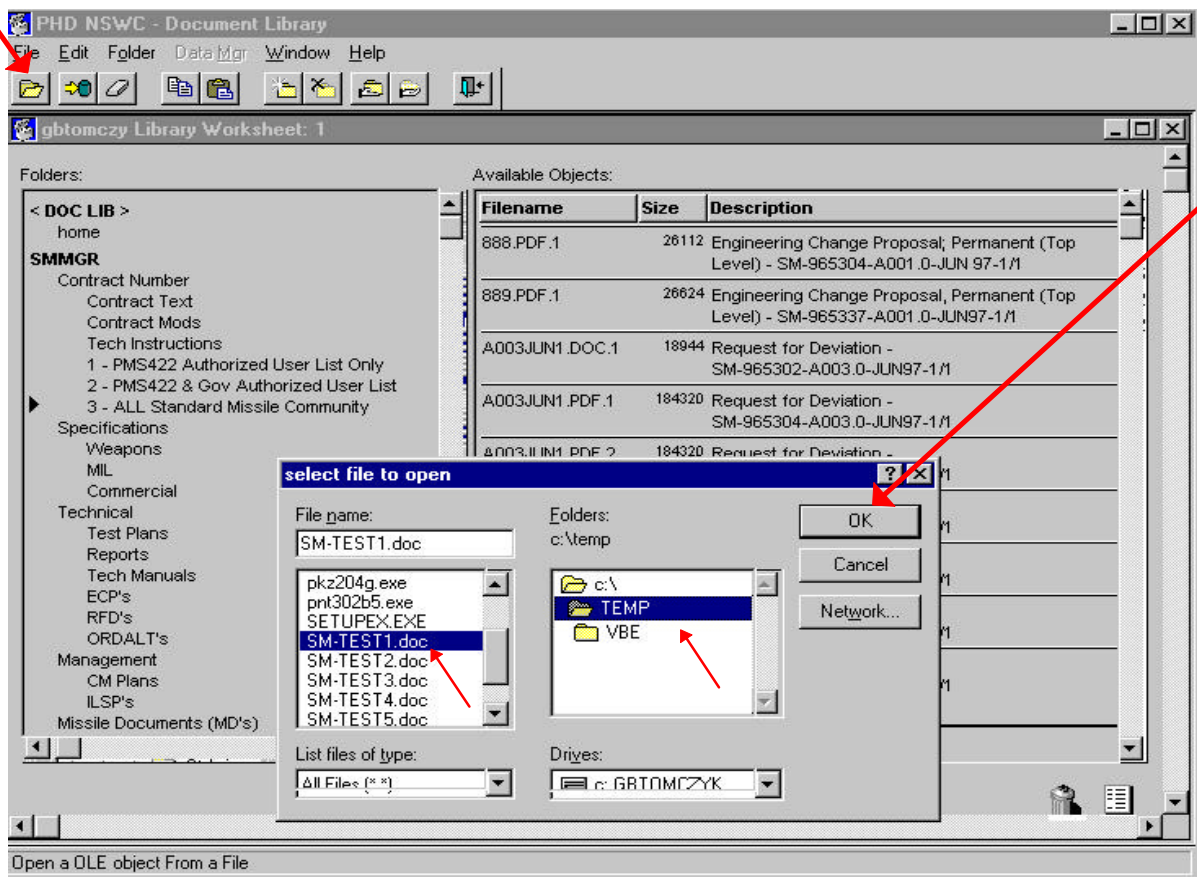 PHD NSWC - Document Library
File Edit Folder Data Mgr Window Help
gbtomczy Library Worksheet: 1
Folders:
< DOC LIB >
home
SMMGR
Contract Number
Contract Text
Contract Mods
Tech Instructions
1 - PMS422 Authorized User List Only
2 - PMS422 & Gov Authorized User List
3 - ALL Standard Missile Community
Specifications
Weapons
MIL
Commercial
Technical
Test Plans
Reports
Tech Manuals
ECP's
RFD's
ORDALT's
Management
CM Plans
ILSP's
Missile Documents (MD's)
Available Objects:
Filename Size Description
888.PDF.1 26112 Engineering Change Proposal; Permanent (Top
Level) - SM-965304-A001.0-JUN 97-1/1
889.PDF.1 26624 Engineering Change Proposal, Permanent (Top
Level) - SM-965337-A001.0-JUN97-1/1
A003JUN1.DOC.1 18944 Request for Deviation -
SM-965302-A003.0-JUN97-1/1
A003JUN1.PDF.1 184320 Request for Deviation -
SM-965304-A003.0-JUN97-1/1
A003JUN1.PDF.2 184320 Request for Deviation -
select file to open
File name:
SM-TEST1.doc
pkz204g.exe
pnt302b5.exe
SETUPEX.EXE
SM-TEST1.doc
SM-TEST2.doc
SM-TEST3.doc
SM-TEST4.doc
SM-TEST5.doc
List files of type:
All Files (*.*)
Folders:
c:\temp
c:\
TEMP
VBE
Drives:
c: GBTOMCZYK
OK
Cancel
Network...
Open a OLE object From a File